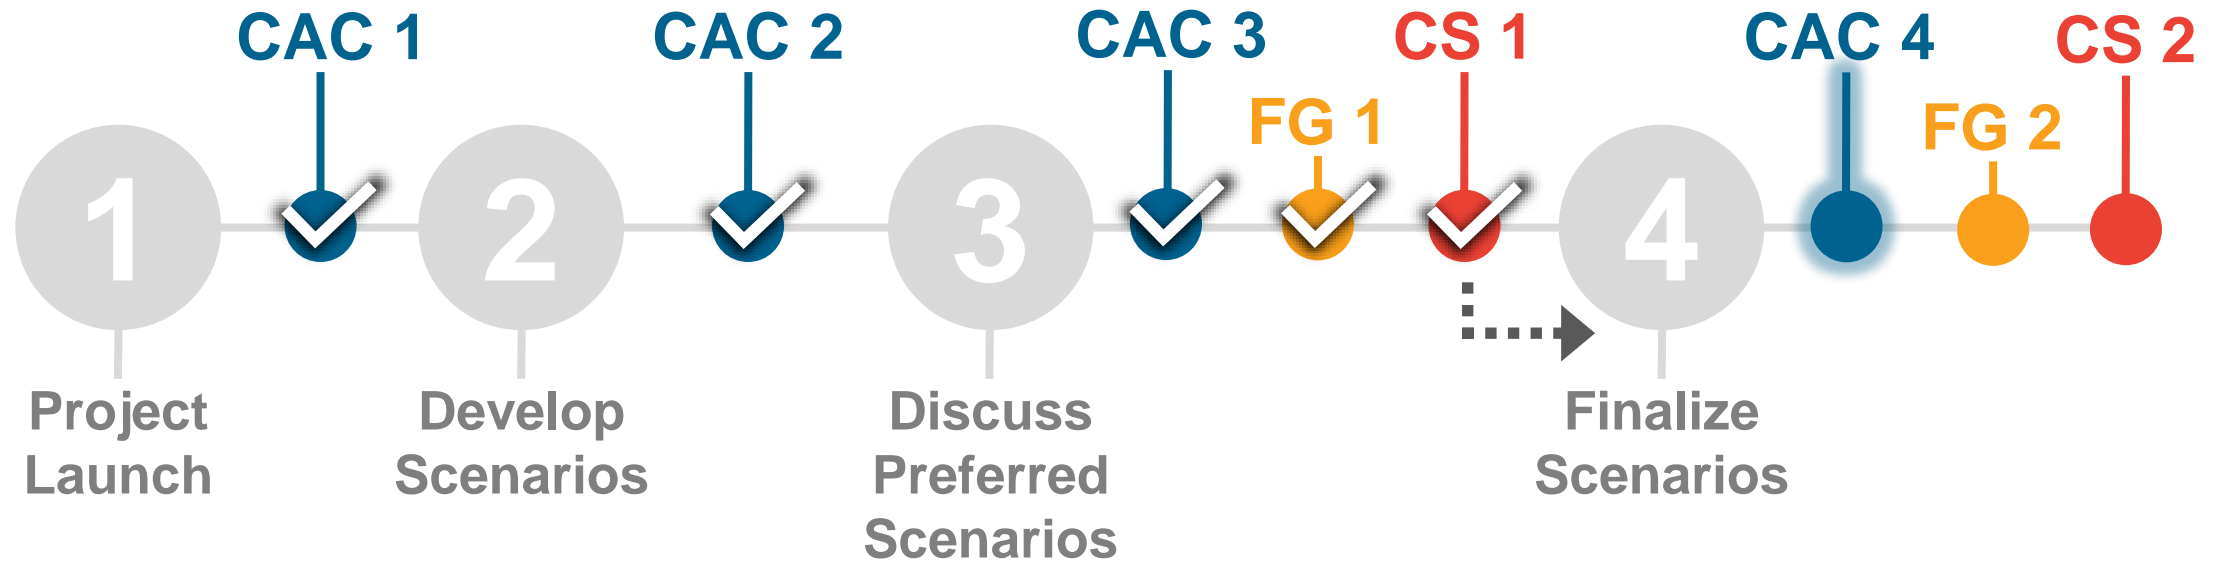 CAC 1
CAC 2
CAC 3
CS 1
CAC 4
CS 2
FG 1
FG 2
1
2
3
4
Project
Launch
Develop
Scenarios
Discuss
Preferred
Scenarios
Finalize
Scenarios